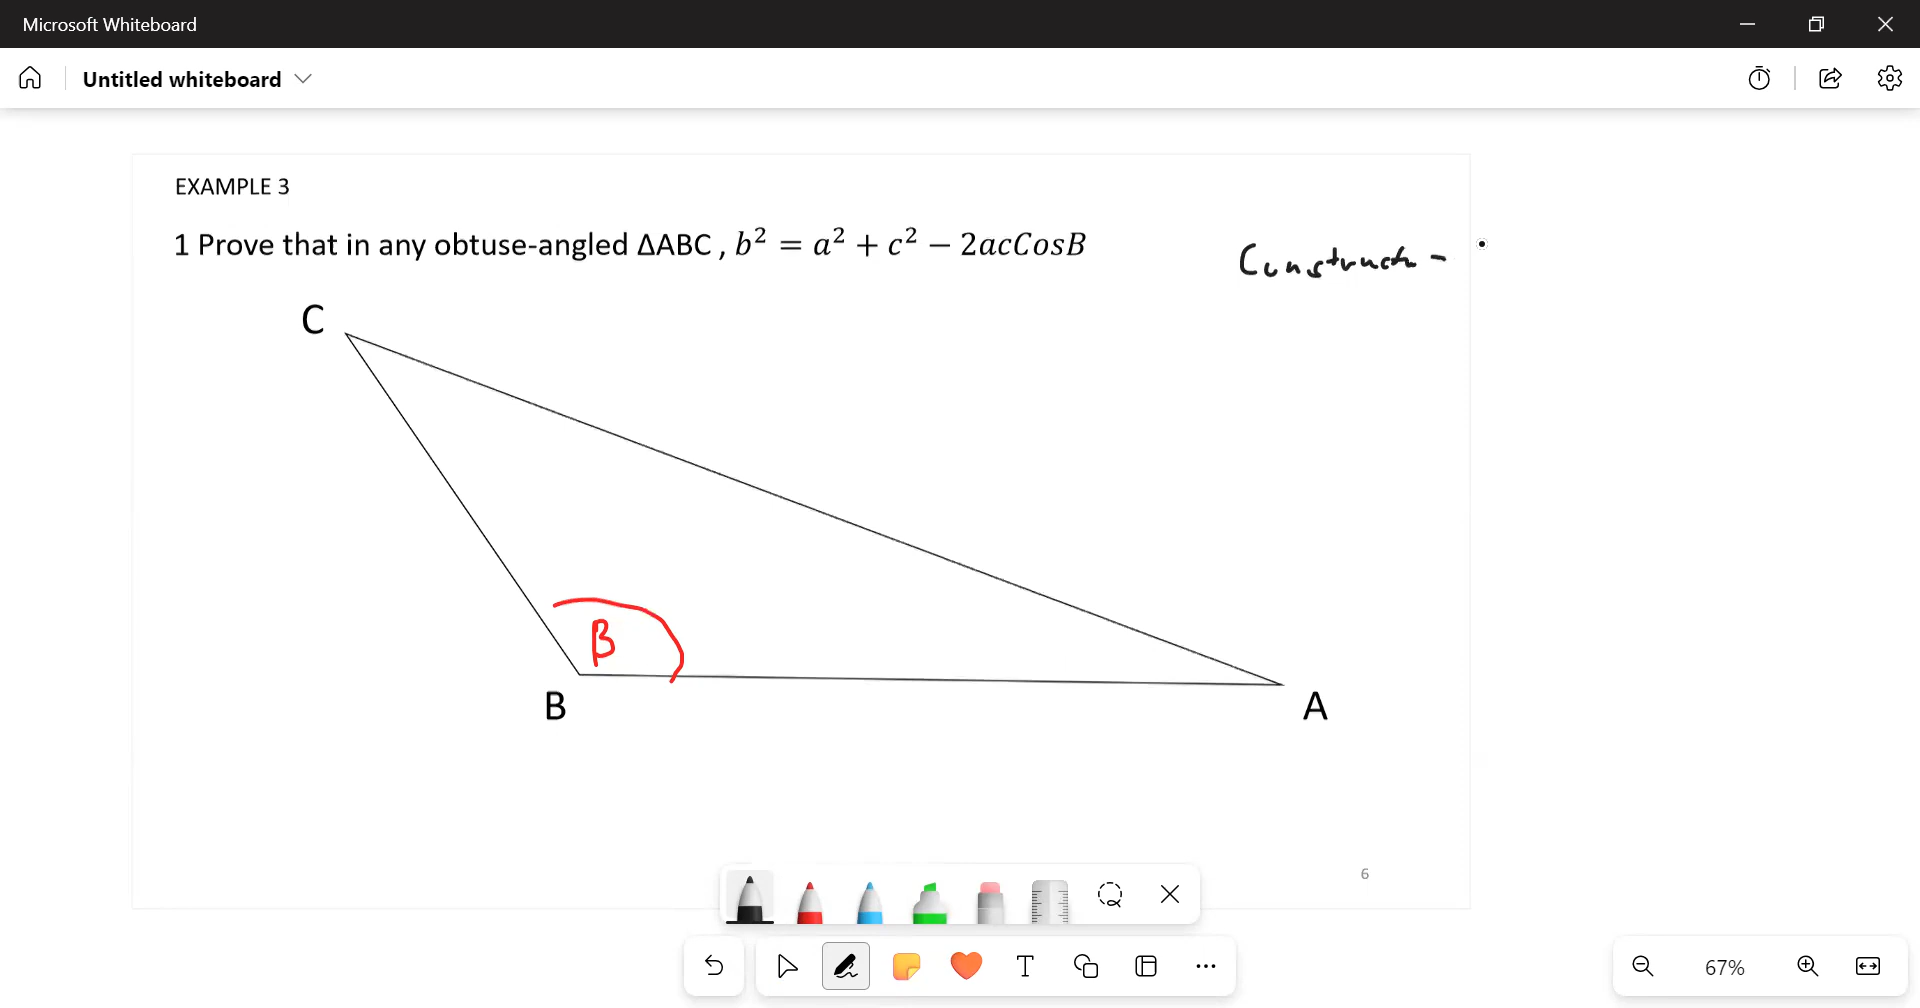 Microsoft Whiteboard
Untitled whiteboard
EXAMPLE 3
1 Prove that in any obtuse-angled ΔABC , b² = a² + c² − 2acCosB
Construct -
C
B
B
A
6
67%